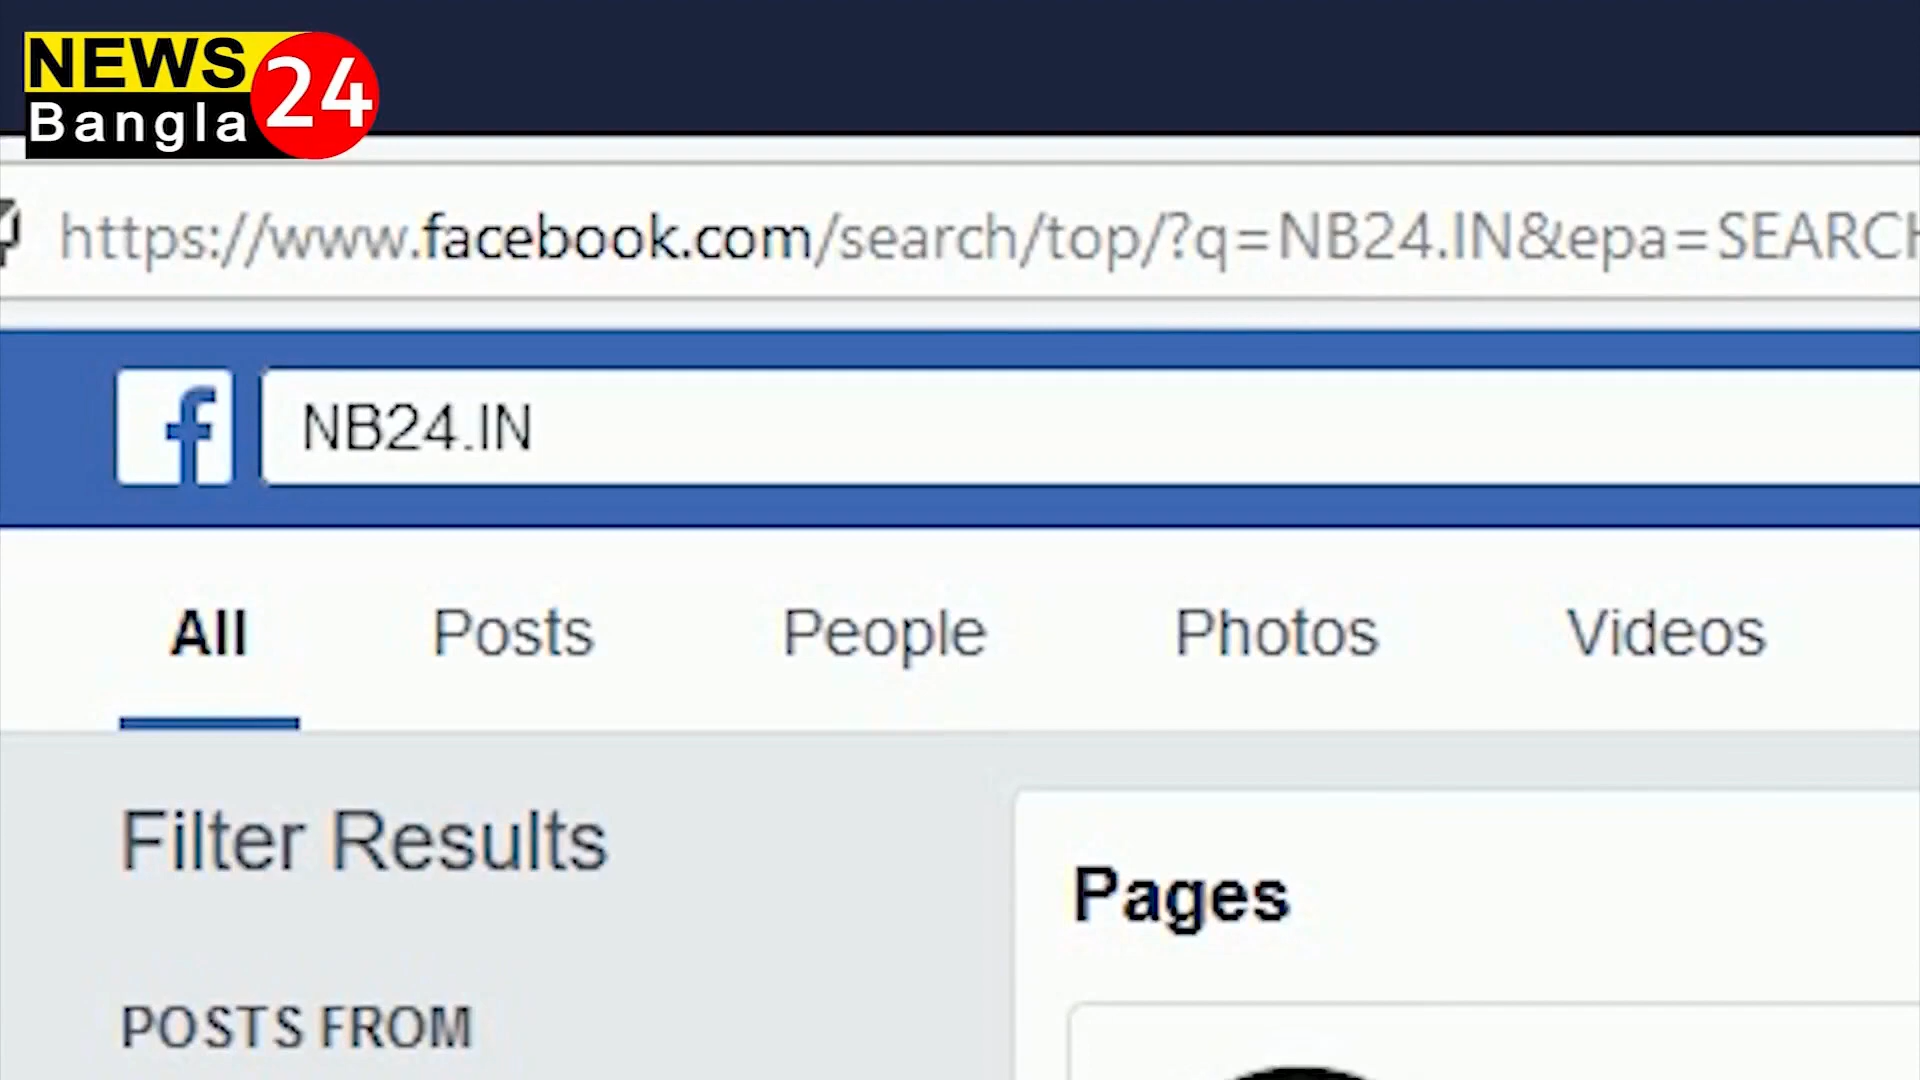 NEWS
Bangla
24
https://www.facebook.com/search/top/?q=NB24.IN&epa=SEARCH
f
NB24.IN
All Posts People Photos Videos
Filter Results
Pages
POSTS FROM